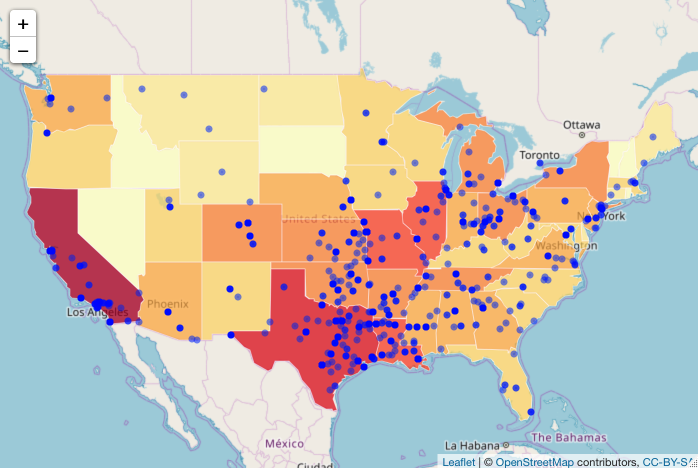 +
−
Ottawa
Toronto
United States
New York
Washington
Phoenix
Los Angeles
México
La Habana
The Bahamas
Ciudad
Leaflet | © OpenStreetMap contributors, CC-BY-S